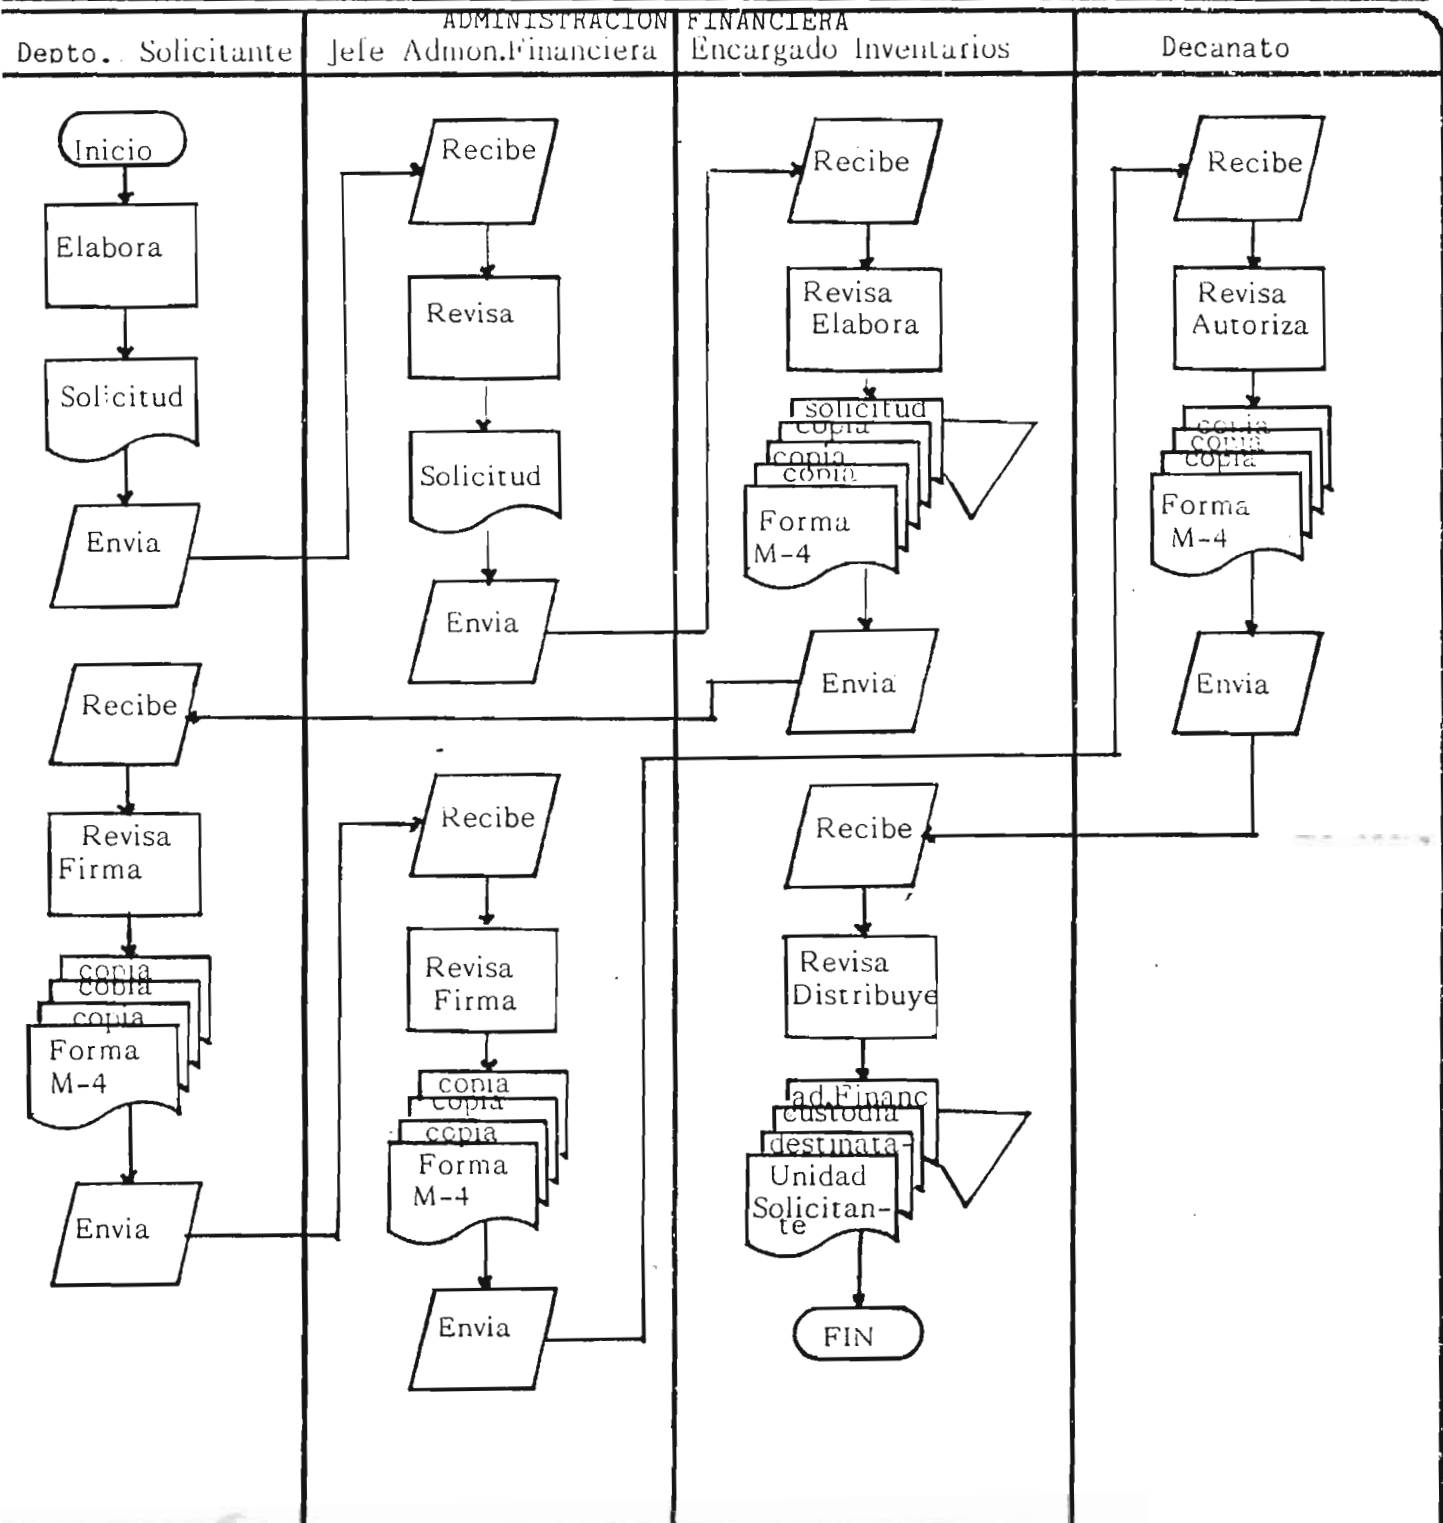 ADMINISTRACION FINANCIERA
Depto. Solicitante
Jefe Admon.Financiera
Encargado Inventarios
Decanato
Inicio
Elabora
Solicitud
Envia
Recibe
Revisa
Solicitud
Envia
Recibe
Revisa
Elabora
solicitud
copia
copia
copia
Forma
M-4
Envia
Recibe
Revisa
Firma
copia
copia
copia
Forma
M-4
Envia
Recibe
Revisa
Firma
copia
copia
copia
Forma
M-4
Envia
Recibe
Revisa
Autoriza
copia
copia
copia
Forma
M-4
Envia
Recibe
Revisa
Distribuye
ad.Financ
custodia
destinata-
Unidad
Solicitan-
te
FIN